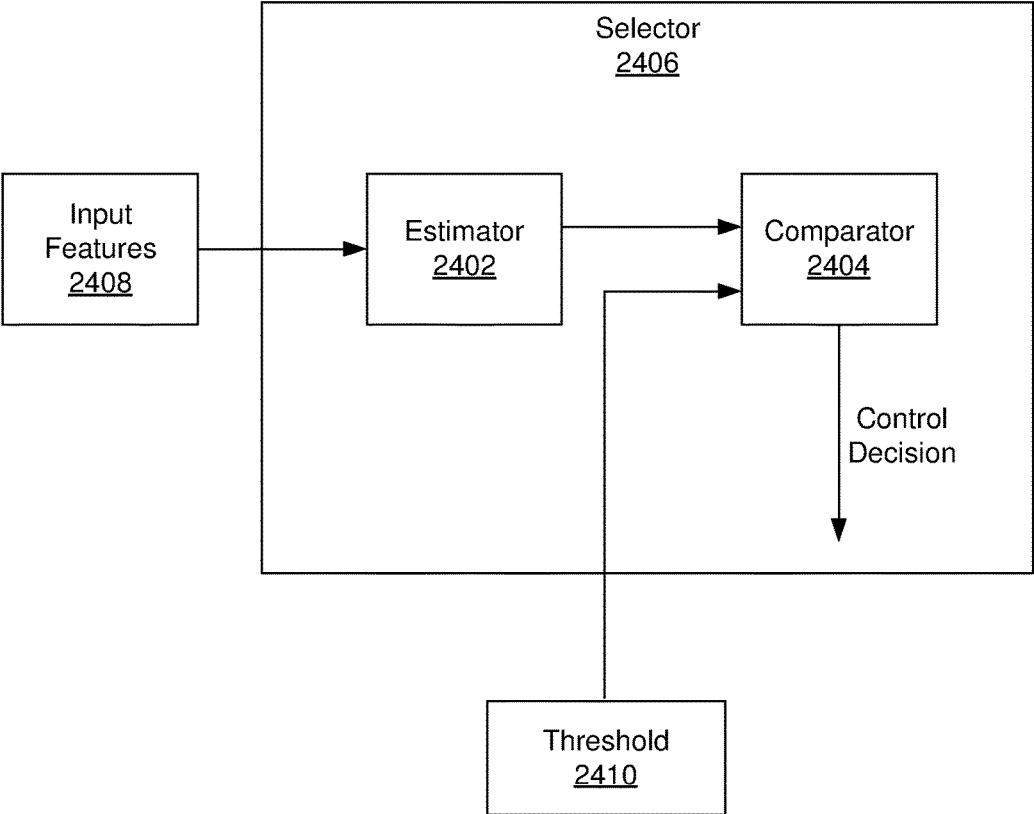 Selector
2406
Input
Features
2408
Estimator
2402
Comparator
2404
Control
Decision
Threshold
2410